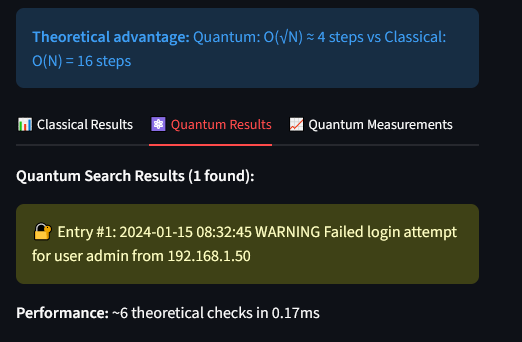 Theoretical advantage: Quantum: O(√N) ≈ 4 steps vs Classical:
O(N) = 16 steps
Classical Results Quantum Results Quantum Measurements
Quantum Search Results (1 found):
Entry #1: 2024-01-15 08:32:45 WARNING Failed login attempt
for user admin from 192.168.1.50
Performance: ~6 theoretical checks in 0.17ms